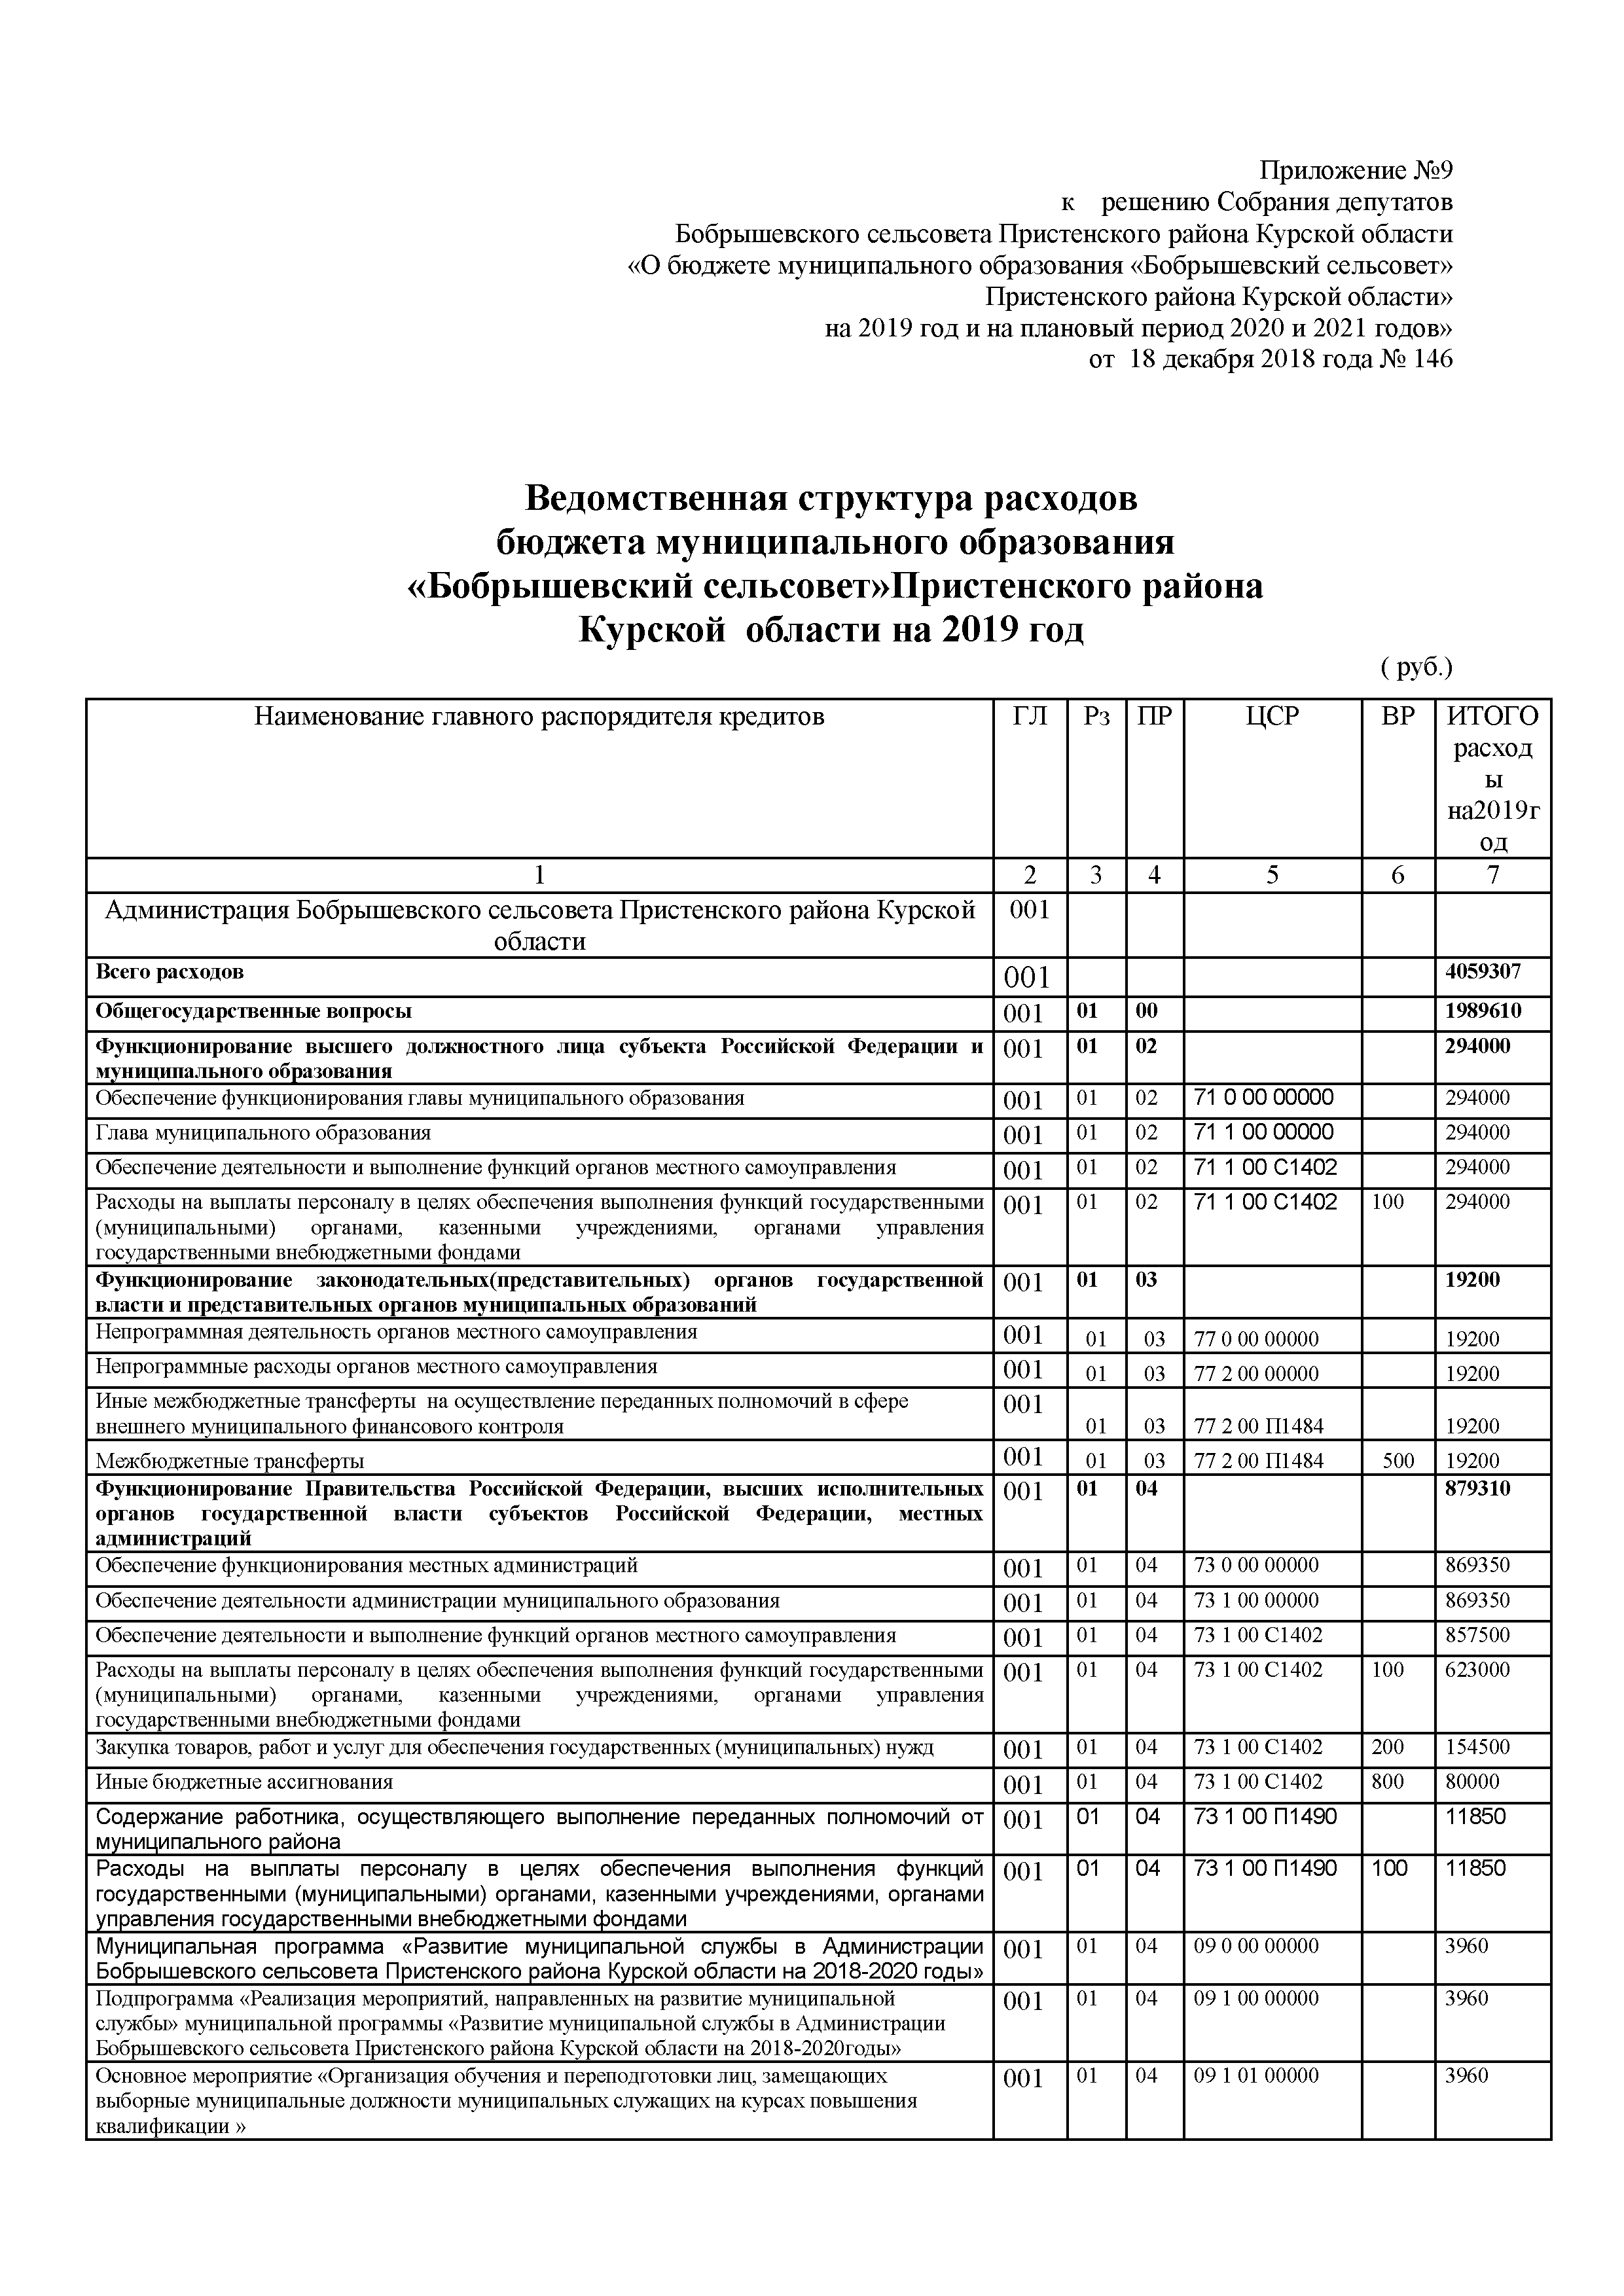 Приложение №9
к    решению Собрания депутатов
Бобрышевского сельсовета Пристенского района Курской области
«О бюджете муниципального образования «Бобрышевский сельсовет»
Пристенского района Курской области»
на 2019 год и на плановый период 2020 и 2021 годов»
от  18 декабря 2018 года № 146
Ведомственная структура расходов
бюджета муниципального образования
«Бобрышевский сельсовет»Пристенского района
Курской  области на 2019 год
( руб.)
Наименование главного распорядителя кредитов ГЛ Рз ПР ЦСР ВР ИТОГО
расход
ы
на2019г
од
1 2 3 4 5 6 7
Администрация Бобрышевского сельсовета Пристенского района Курской 001
области
Всего расходов 001 4059307
Общегосударственные вопросы 001 01 00 1989610
Функционирование высшего должностного лица субъекта Российской Федерации и 001 01 02 294000
муниципального образования
Обеспечение функционирования главы муниципального образования 001 01 02 71 0 00 00000 294000
Глава муниципального образования 001 01 02 71 1 00 00000 294000
Обеспечение деятельности и выполнение функций органов местного самоуправления 001 01 02 71 1 00 С1402 294000
Расходы на выплаты персоналу в целях обеспечения выполнения функций государственными 001 01 02 71 1 00 С1402 100 294000
(муниципальными) органами, казенными учреждениями, органами управления
государственными внебюджетными фондами
Функционирование законодательных(представительных) органов государственной 001 01 03 19200
власти и представительных органов муниципальных образований
Непрограммная деятельность органов местного самоуправления 001 01 03 77 0 00 00000 19200
Непрограммные расходы органов местного самоуправления 001 01 03 77 2 00 00000 19200
Иные межбюджетные трансферты  на осуществление переданных полномочий в сфере 001
внешнего муниципального финансового контроля 01 03 77 2 00 П1484 19200
Межбюджетные трансферты 001 01 03 77 2 00 П1484 500 19200
Функционирование Правительства Российской Федерации, высших исполнительных 001 01 04 879310
органов государственной власти субъектов Российской Федерации, местных
администраций
Обеспечение функционирования местных администраций 001 01 04 73 0 00 00000 869350
Обеспечение деятельности администрации муниципального образования 001 01 04 73 1 00 00000 869350
Обеспечение деятельности и выполнение функций органов местного самоуправления 001 01 04 73 1 00 С1402 857500
Расходы на выплаты персоналу в целях обеспечения выполнения функций государственными 001 01 04 73 1 00 С1402 100 623000
(муниципальными) органами, казенными учреждениями, органами управления
государственными внебюджетными фондами
Закупка товаров, работ и услуг для обеспечения государственных (муниципальных) нужд 001 01 04 73 1 00 С1402 200 154500
Иные бюджетные ассигнования 001 01 04 73 1 00 С1402 800 80000
Содержание работника, осуществляющего выполнение переданных полномочий от 001 01 04 73 1 00 П1490 11850
муниципального района
Расходы на выплаты персоналу в целях обеспечения выполнения функций 001 01 04 73 1 00 П1490 100 11850
государственными (муниципальными) органами, казенными учреждениями, органами
управления государственными внебюджетными фондами
Муниципальная программа «Развитие муниципальной службы в Администрации 001 01 04 09 0 00 00000 3960
Бобрышевского сельсовета Пристенского района Курской области на 2018-2020 годы»
Подпрограмма «Реализация мероприятий, направленных на развитие муниципальной 001 01 04 09 1 00 00000 3960
службы» муниципальной программы «Развитие муниципальной службы в Администрации
Бобрышевского сельсовета Пристенского района Курской области на 2018-2020годы»
Основное мероприятие «Организация обучения и переподготовки лиц, замещающих 001 01 04 09 1 01 00000 3960
выборные муниципальные должности муниципальных служащих на курсах повышения
квалификации »